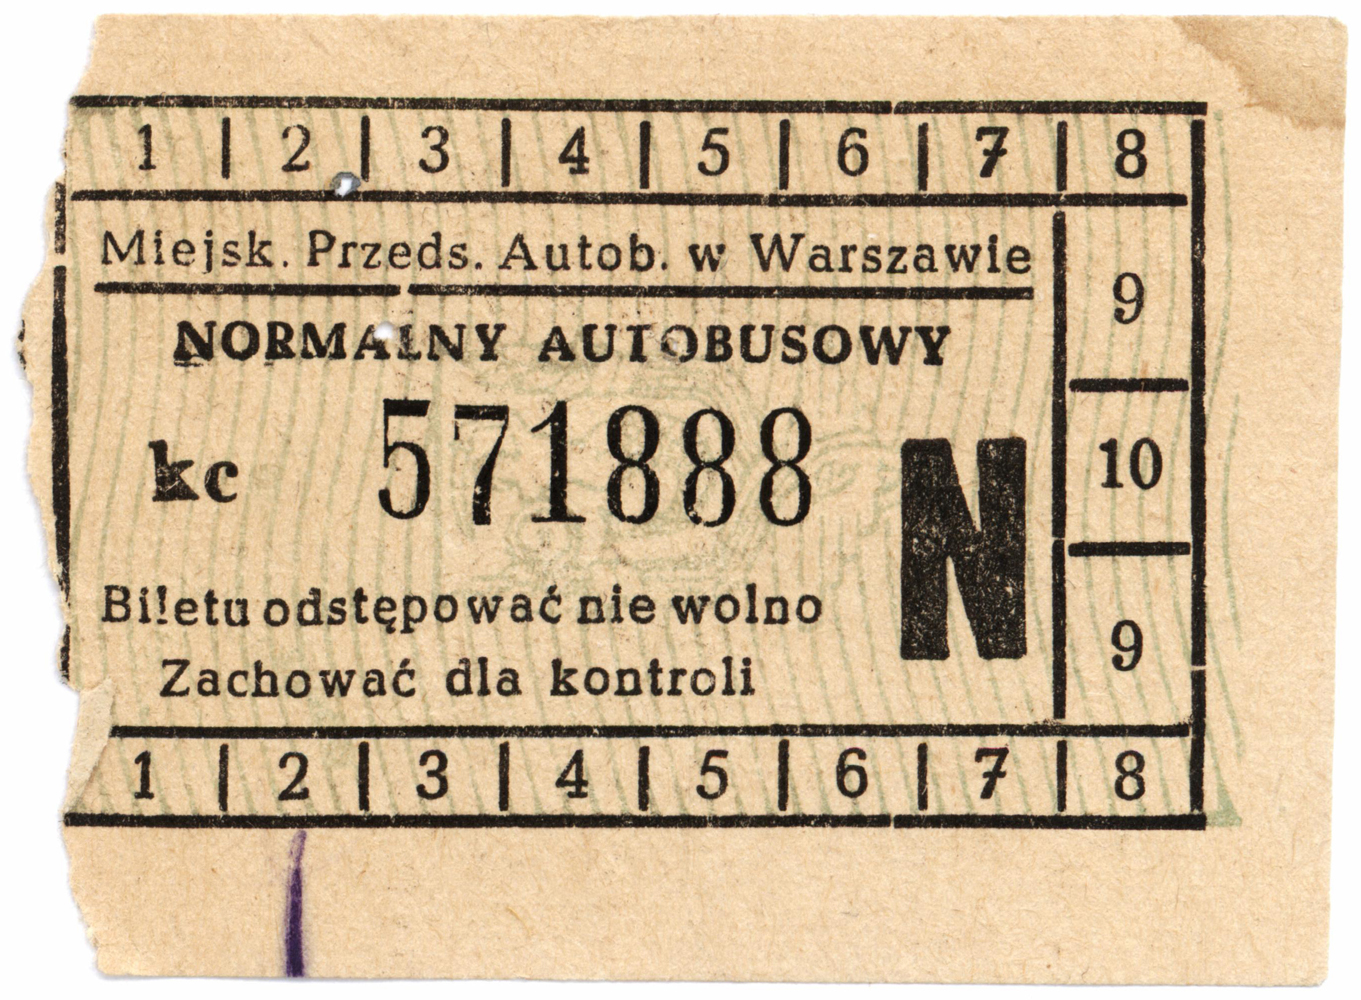 1 | 2 | 3 | 4 | 5 | 6 | 7 | 8
Miejsk. Przeds. Autob. w Warszawie
9
NORMALNY AUTOBUSOWY
kc 571888 N
10
Biletu odstępować nie wolno
9
Zachować dla kontroli
1 | 2 | 3 | 4 | 5 | 6 | 7 | 8